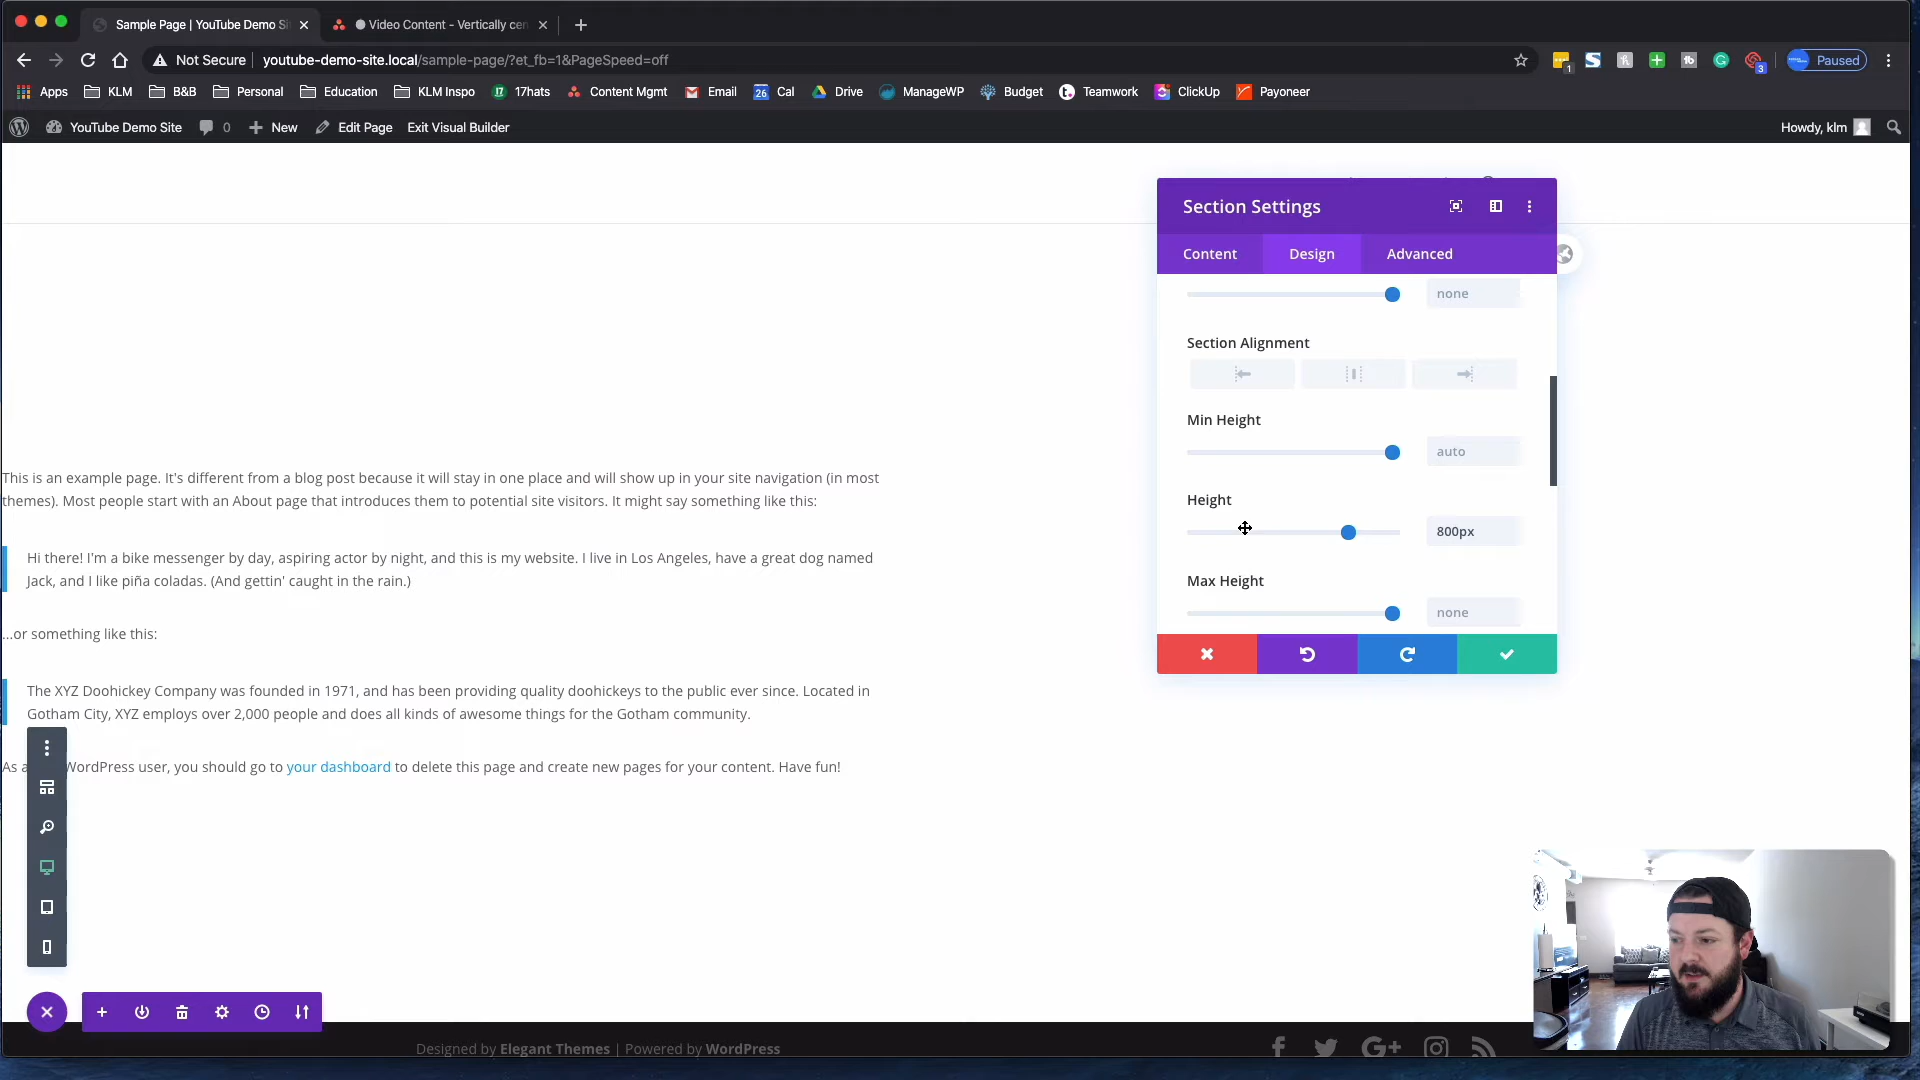 Sample Page | YouTube Demo Si
Video Content - Vertically cen
Not Secure
youtube-demo-site.local/sample-page/?et_fb=1&PageSpeed=off
1
3
Paused
Apps
KLM
B&B
Personal
Education
KLM Inspo
17hats
Content Mgmt
Email
26
Cal
Drive
ManageWP
Budget
Teamwork
ClickUp
Payoneer
YouTube Demo Site
0
New
Edit Page
Exit Visual Builder
Howdy, klm
Section Settings
Content
Design
Advanced
none
Section Alignment
Min Height
auto
Height
800px
Max Height
none
This is an example page. It's different from a blog post because it will stay in one place and will show up in your site navigation (in most
themes). Most people start with an About page that introduces them to potential site visitors. It might say something like this:
Hi there! I'm a bike messenger by day, aspiring actor by night, and this is my website. I live in Los Angeles, have a great dog named
Jack, and I like piña coladas. (And gettin' caught in the rain.)
...or something like this:
The XYZ Doohickey Company was founded in 1971, and has been providing quality doohickeys to the public ever since. Located in
Gotham City, XYZ employs over 2,000 people and does all kinds of awesome things for the Gotham community.
As a WordPress user, you should go to your dashboard to delete this page and create new pages for your content. Have fun!
Designed by Elegant Themes | Powered by WordPress